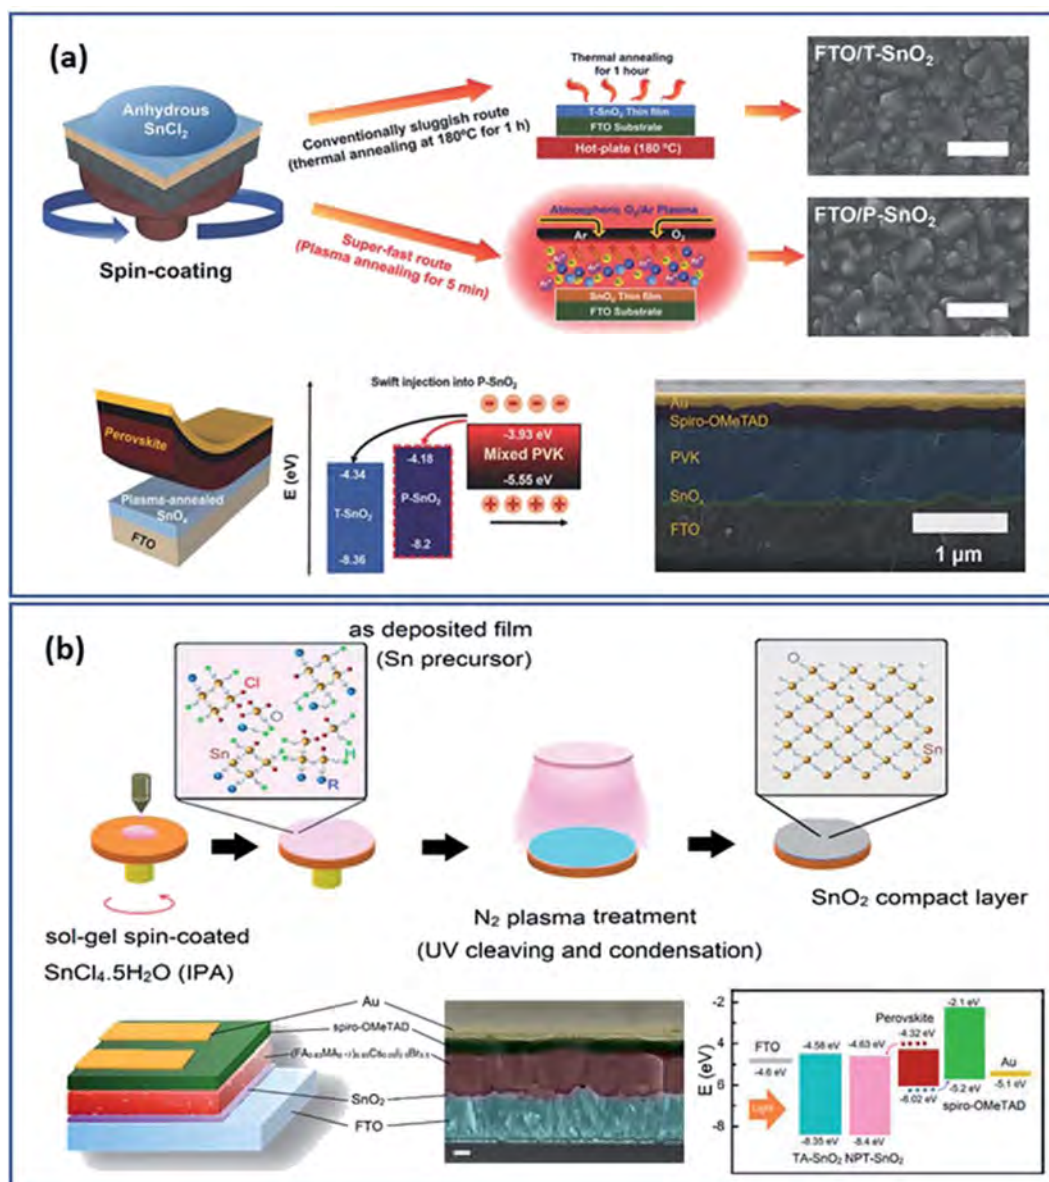 (a)
Anhydrous
SnCl₂
Spin-coating
Conventionally sluggish route
(thermal annealing at 180ºC for 1 h)
Super-fast route
(Plasma annealing for 5 min)
Thermal annealing
for 1 hour
T-SnO₂ Thin film
FTO Substrate
Hot-plate (180 ºC)
Atmospheric O₂/Ar Plasma
Ar
O₂
SnO₂ Thin film
FTO Substrate
FTO/T-SnO₂
FTO/P-SnO₂
Perovskite
Plasma-annealed
SnOₓ
FTO
E (eV)
Swift injection into P-SnO₂
-4.34
T-SnO₂
-8.36
-4.18
P-SnO₂
-8.2
-3.93 eV
Mixed PVK
-5.55 eV
Au
Spiro-OMeTAD
PVK
SnOₓ
FTO
1 µm
(b)
as deposited film
(Sn precursor)
Cl
O
Sn
H
R
O
Sn
sol-gel spin-coated
SnCl₄.5H₂O (IPA)
N₂ plasma treatment
(UV cleaving and condensation)
SnO₂ compact layer
Au
spiro-OMeTAD
SnO₂
FTO
E (eV)
-2
4
6
-8
FTO
-4.6 eV
Light
-4.58 eV
-8.35 eV
TA-SnO₂
-4.63 eV
-8.4 eV
NPT-SnO₂
Perovskite
-4.32 eV
-6.02 eV
-2.1 eV
-5.2 eV
spiro-OMeTAD
Au
-5.1 eV